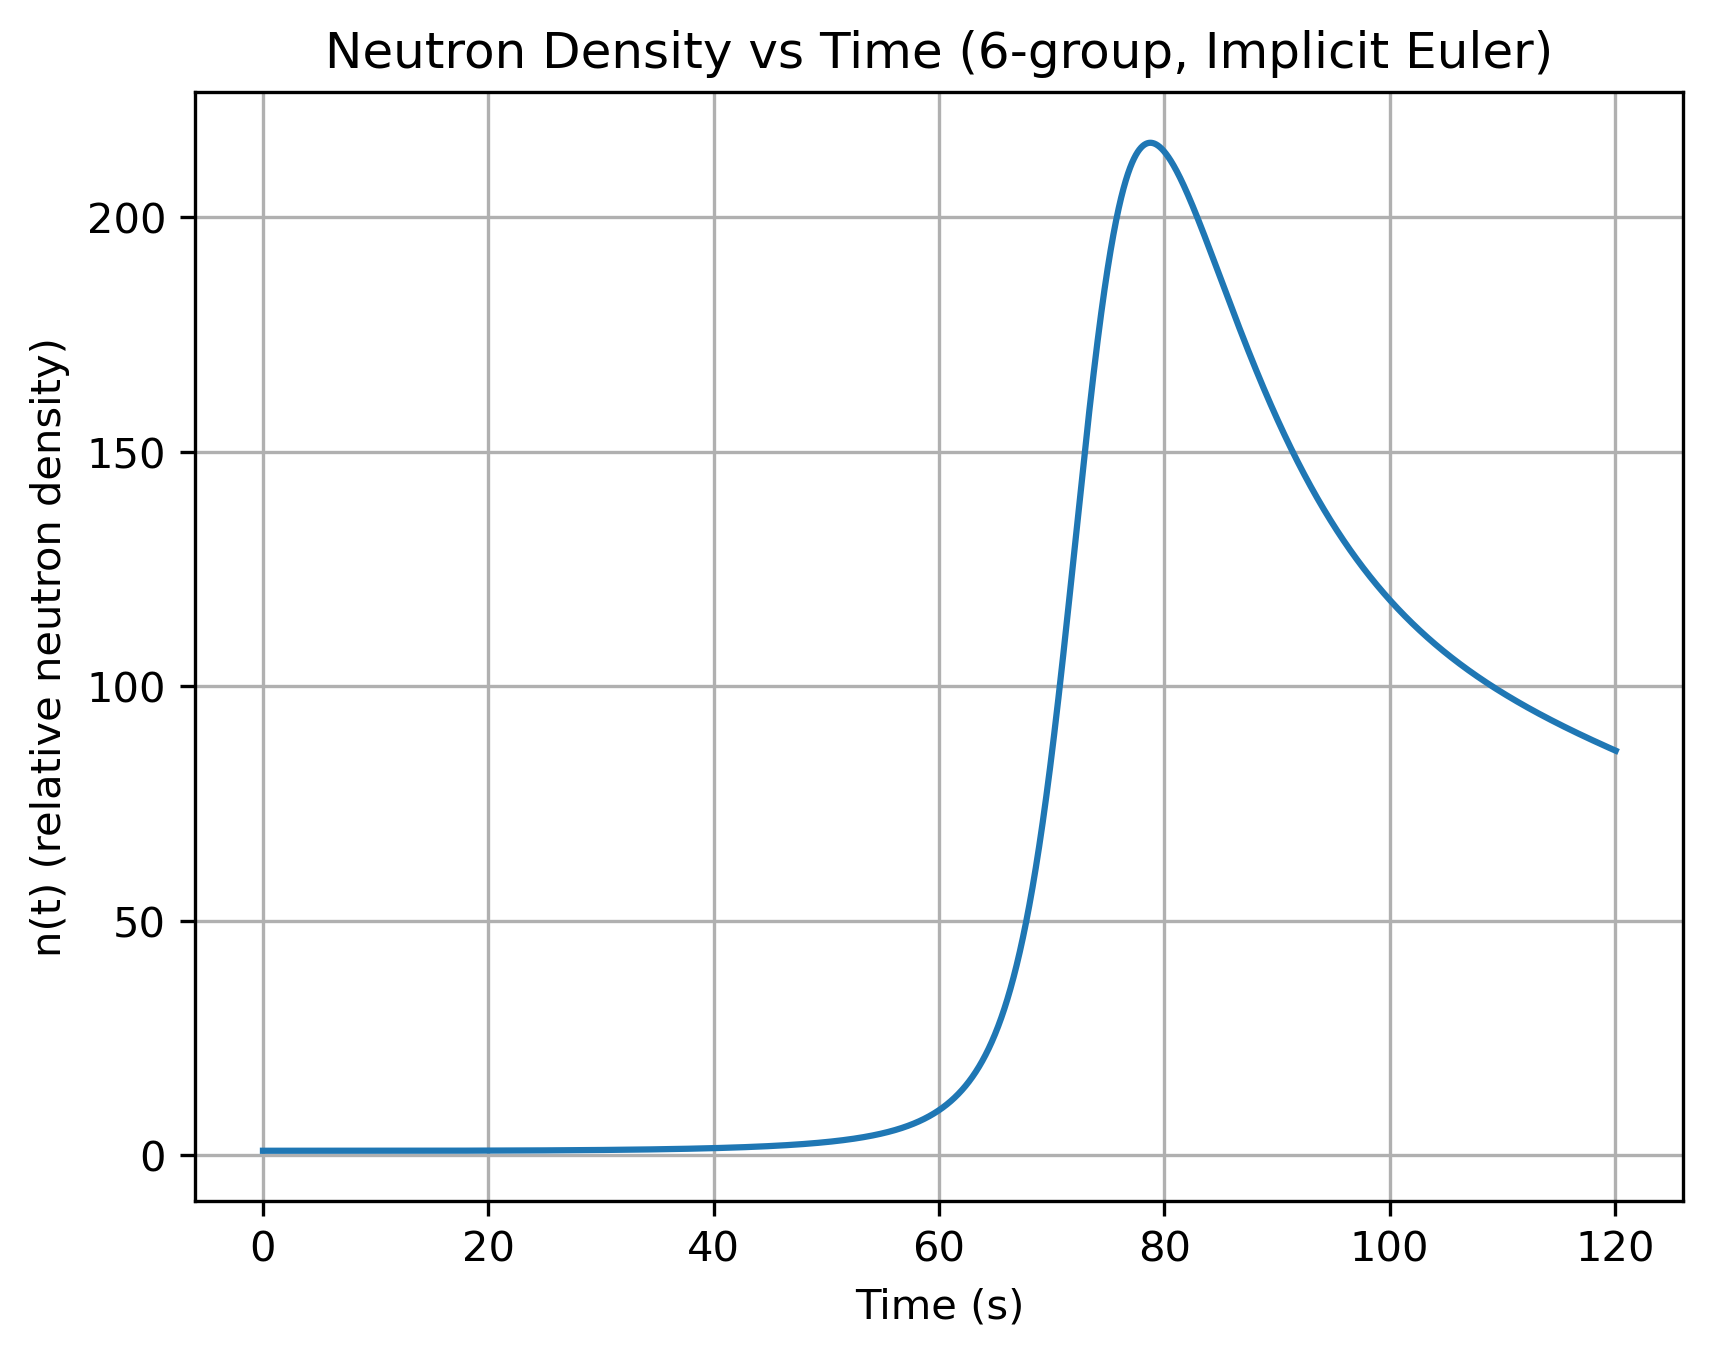 Neutron Density vs Time (6-group, Implicit Euler)
n(t) (relative neutron density)
200
150
100
50
0
0 20 40 60 80 100 120
Time (s)